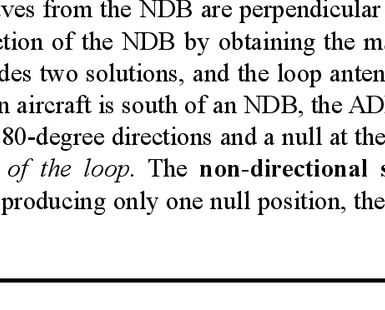 ves from the NDB are perpendicular
ction of the NDB by obtaining the ma
des two solutions, and the loop anten
n aircraft is south of an NDB, the AD
80-degree directions and a null at the
of the loop. The non-directional s
producing only one null position, the